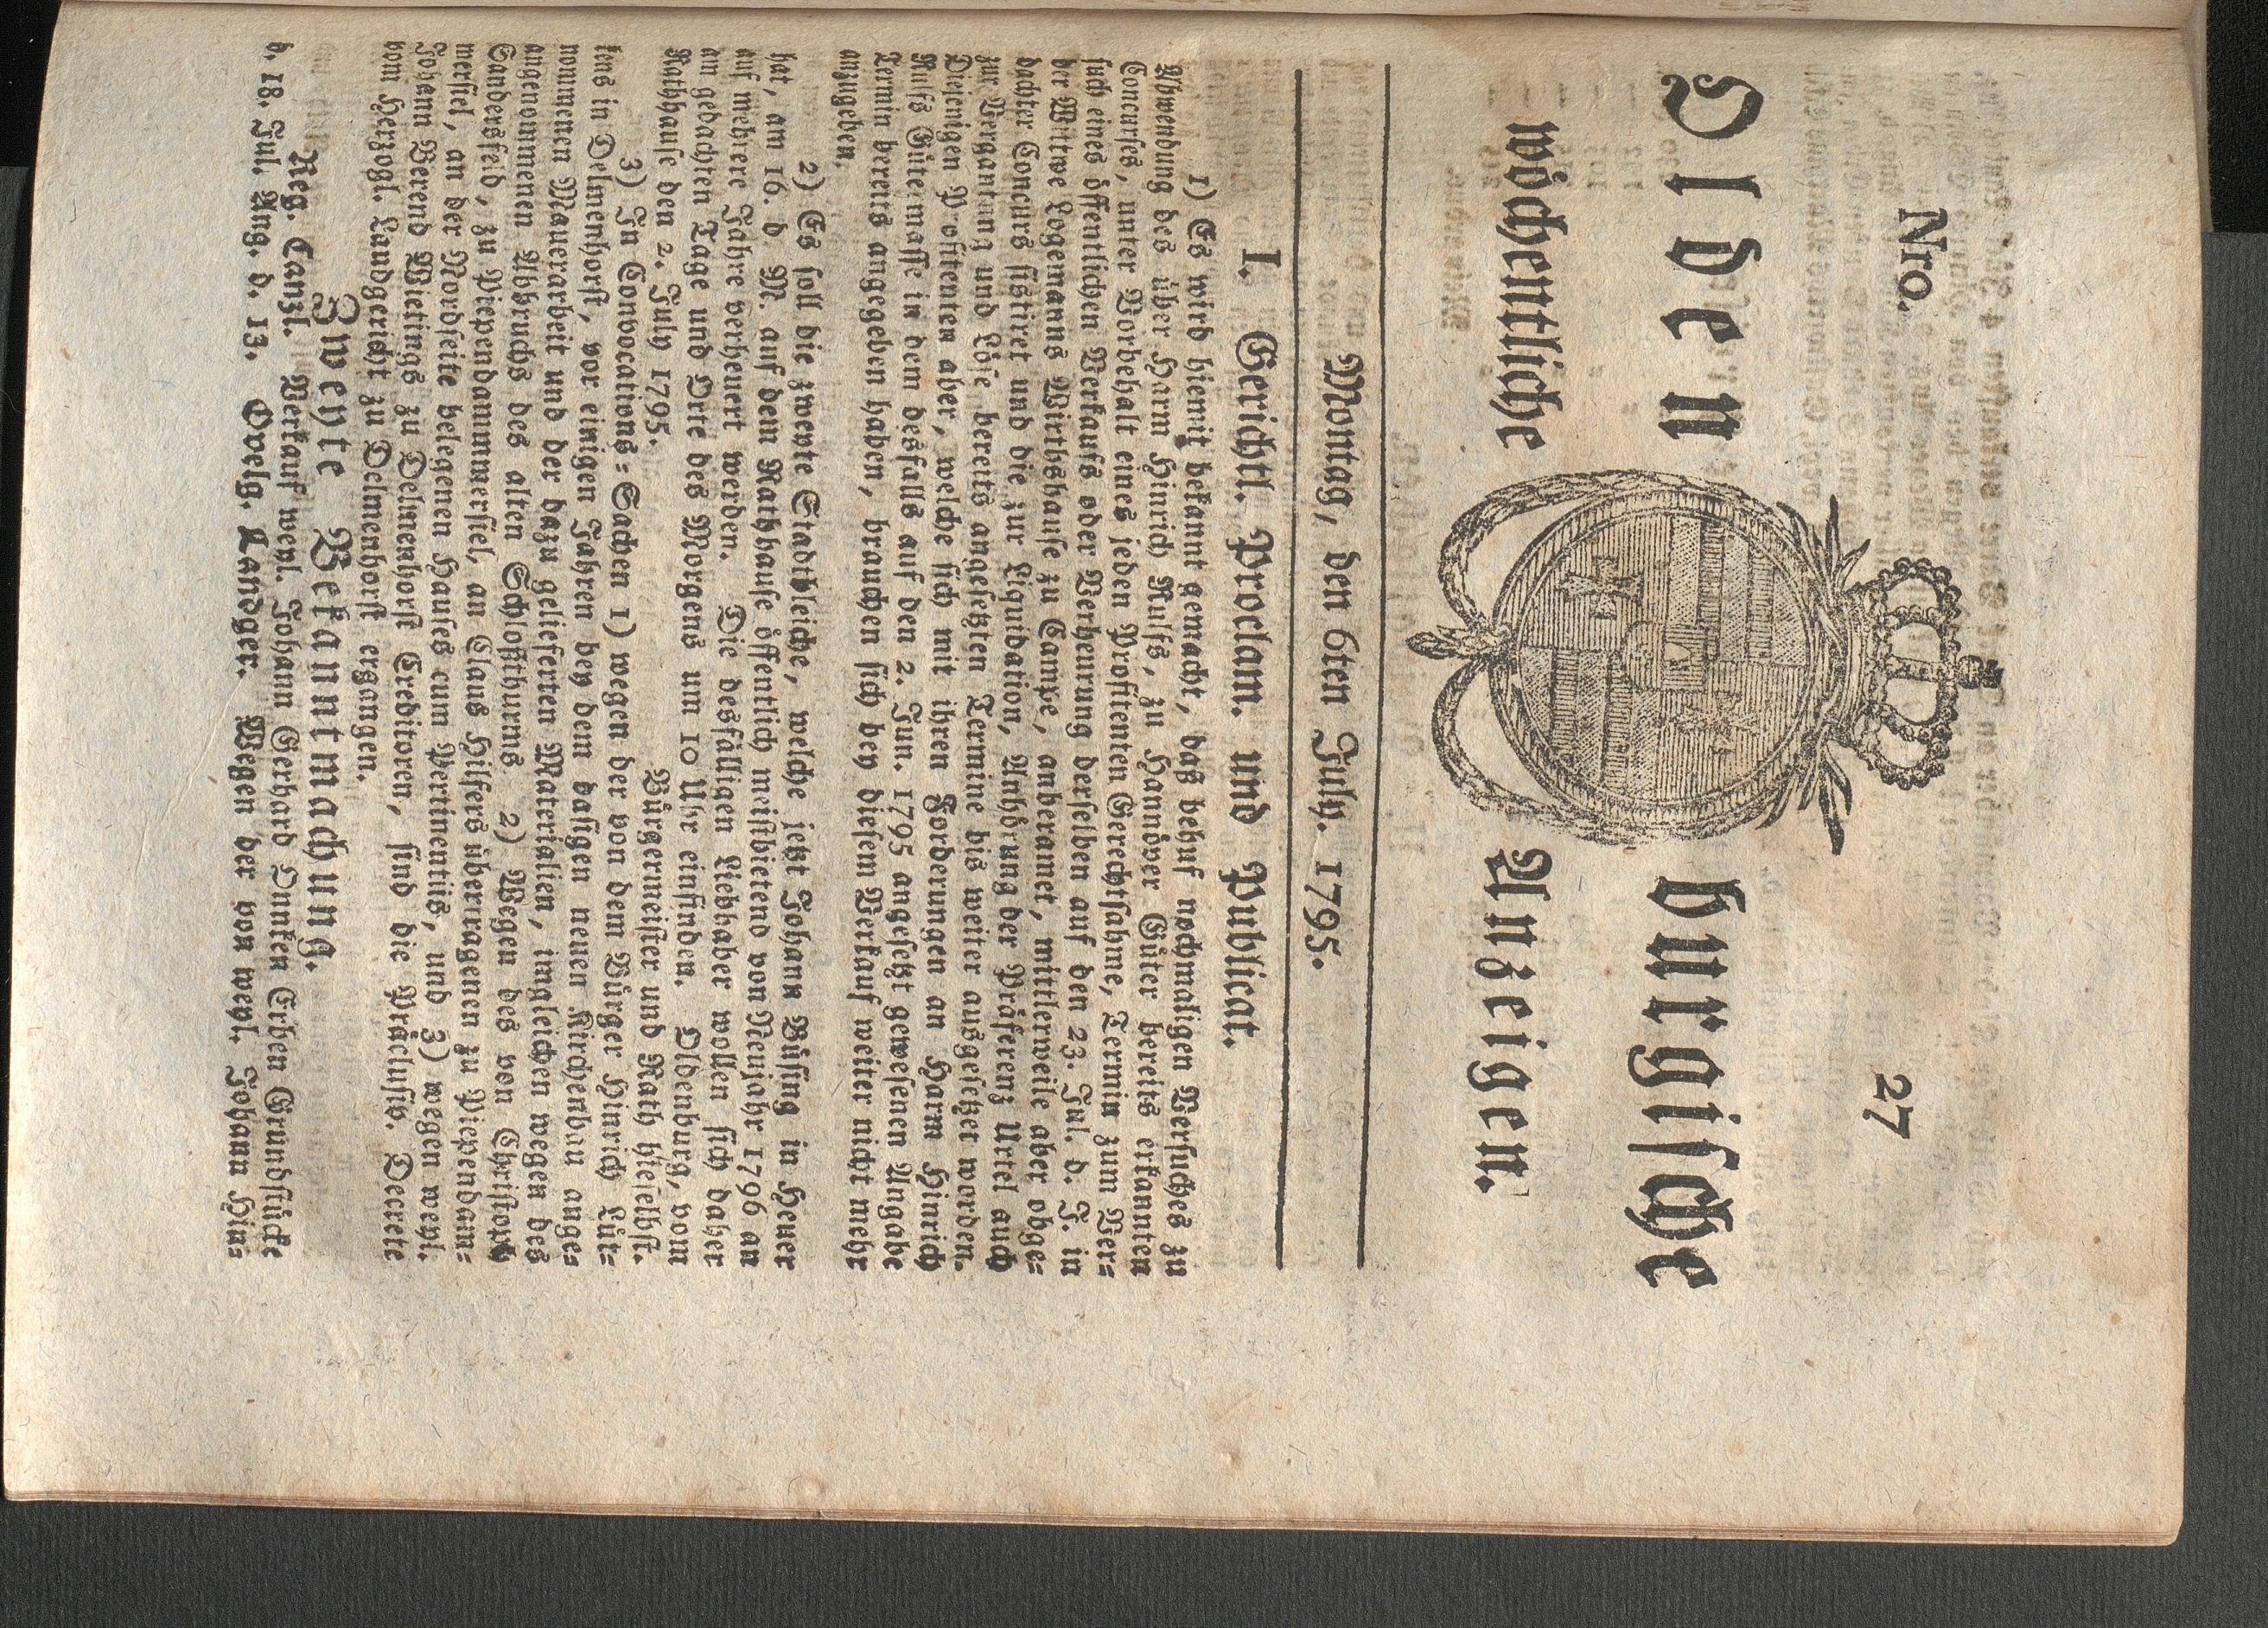 Nro. 27
Oldenburgische
wöchentliche Anzeigen.
Montag, den 6ten July. 1795.
I. Gerichtl. Proclam. und Publicat.
1) Es wird hiemit bekannt gemacht, daß behuf nochmaligen Versuches zu
Abwendung des über Harm Hinrich Rulfs, zu Hannöver Güter bereits erkannten
Concurses, unter Vorbehalt eines jeden Profitenten Gerechtsahme, Termin zum Ver=
such eines öffentlichen Verkaufs oder Verheurung derselben auf den 23. Jul. d. J. in
der Wittwe Logemanns Wirthshause zu Camp e, anberamet, mittlerweile aber obge=
dachter Concurs sistiret und die zur Liquidation, Anhörung der Präferenz Urtel auch
zur Vergantung und Löse bereits angesetzten Termine bis weiter ausgesetzet worden.
Diejenigen Profitenten aber, welche sich mit ihren Forderungen an Harm Hinrich
Rulfs Gütermasse in dem desfalls auf den 2. Jun. 1795 angesetzt gewesenen Angabe
Termin bereits angegeben haben, brauchen sich bey diesem Verkauf weiter nicht mehr
anzugeben.
2) Es soll die zweyte Stadtbleiche, welche jetzt Johann Büsing in Heuer
hat, am 16. d. M. auf dem Rathhause öffentlich meistbietend von Neujahr 1796 an
auf mehrere Jahre verheuert werden. Die desfälligen Liebhaber wollen sich daher
am gedachten Tage und Orte des Morgens um 10 Uhr einfinden. Oldenburg, vom
Rathhause den 2. July 1795. Bürgermeister und Rath hieselbst.
3) In Convocations=Sachen 1) wegen der von dem Bürger Hinrich Lür=
sens in Delmenhorst, vor einigen Jahren bey dem dasigen neuen Kirchenbau ange=
nommenen Maurarbeit und der dazu gelieferten Materialien, imgleichen wegen des
angenommenen Abbruchs des alten Schloßthurms 2) Wegen des von Christoph
Sandersfeld, zu Piependammersiel, an Claus Hilfers übertragenen zu Piependam=
mersiel, an der Nordseite belegenen Hauses cum Pertinentiis, und 3) wegen weyl.
Johann Berend Wietings zu Delmenhorst Creditoren, sind die Präclusiv. Decrete
vom Herzogl. Landgericht zu Delmenhorst ergangen.
Zweyte Bekanntmachung.
Reg. Canzl. Verkauf weyl. Johann Gerhard Dunken Erben Grundstücke
d. 18. Jul. Ang. d. 13. Ovelg. Landger. Wegen der von weyl. Johann Hin=